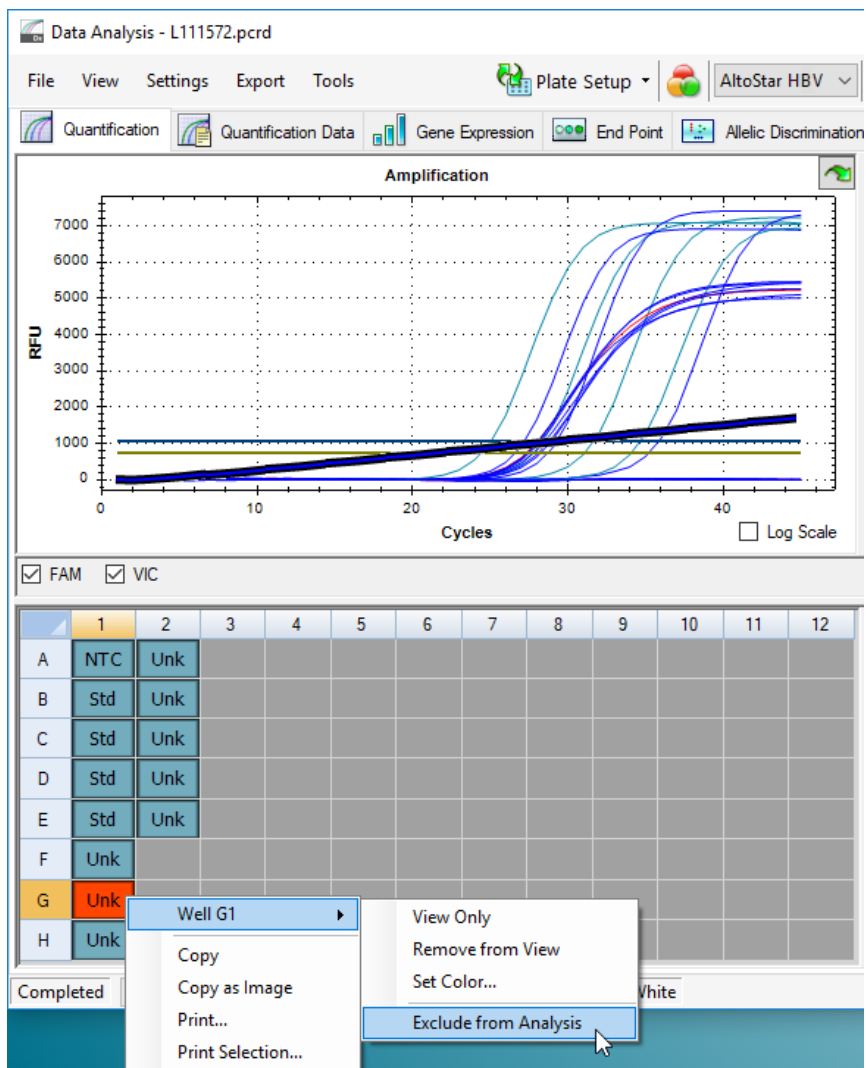 Data Analysis - L111572.pcrd
File View Settings Export Tools Plate Setup AltoStar HBV
Quantification Quantification Data Gene Expression End Point Allelic Discrimination
Amplification
7000
6000
5000
4000
3000
2000
1000
0
RFU
0 10 20 30 40
Cycles
Log Scale
FAM VIC
1 2 3 4 5 6 7 8 9 10 11 12
A NTC Unk
B Std Unk
C Std Unk
D Std Unk
E Std Unk
F Unk
G Unk
H Unk
Well G1
Copy
Copy as Image
Print...
Print Selection...
View Only
Remove from View
Set Color...
Exclude from Analysis
Completed